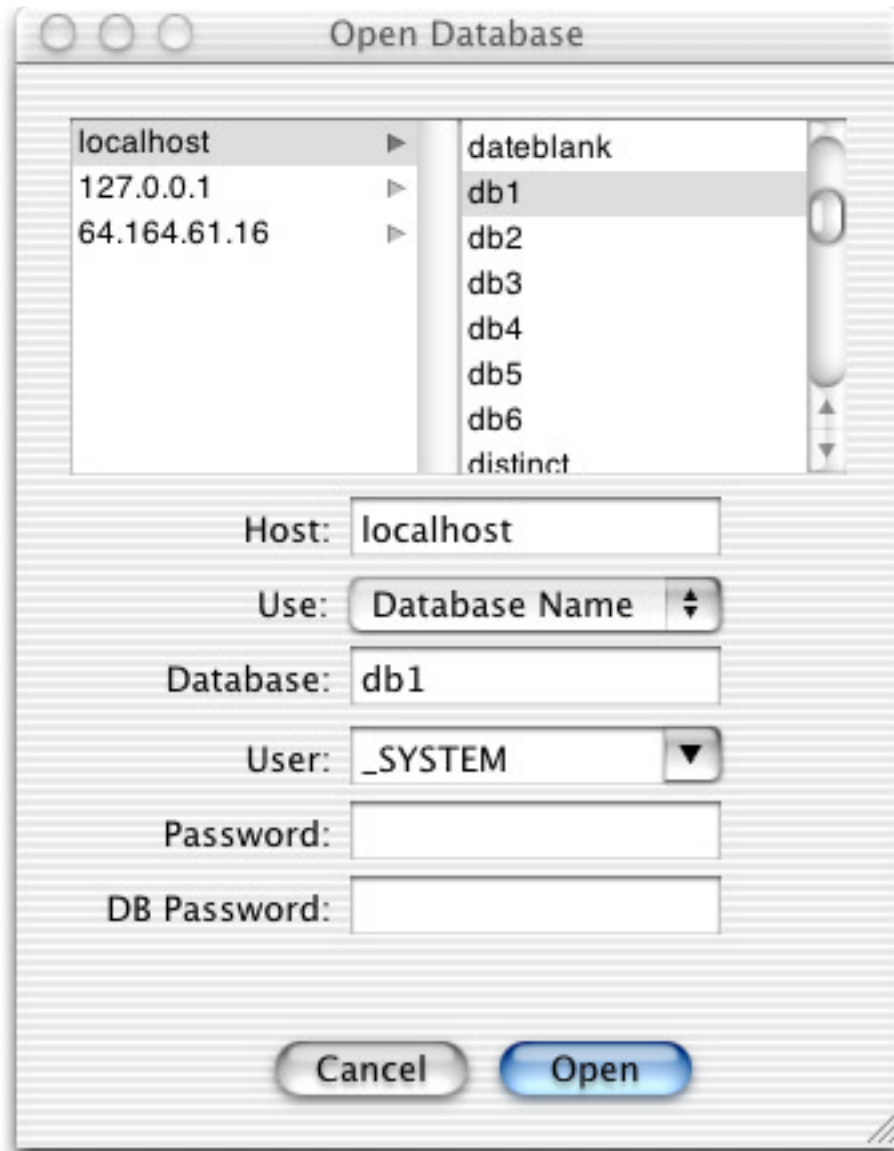 Open Database
localhost
127.0.0.1
64.164.61.16
dateblank
db1
db2
db3
db4
db5
db6
distinct
Host: localhost
Use: Database Name
Database: db1
User: _SYSTEM
Password:
DB Password:
Cancel Open